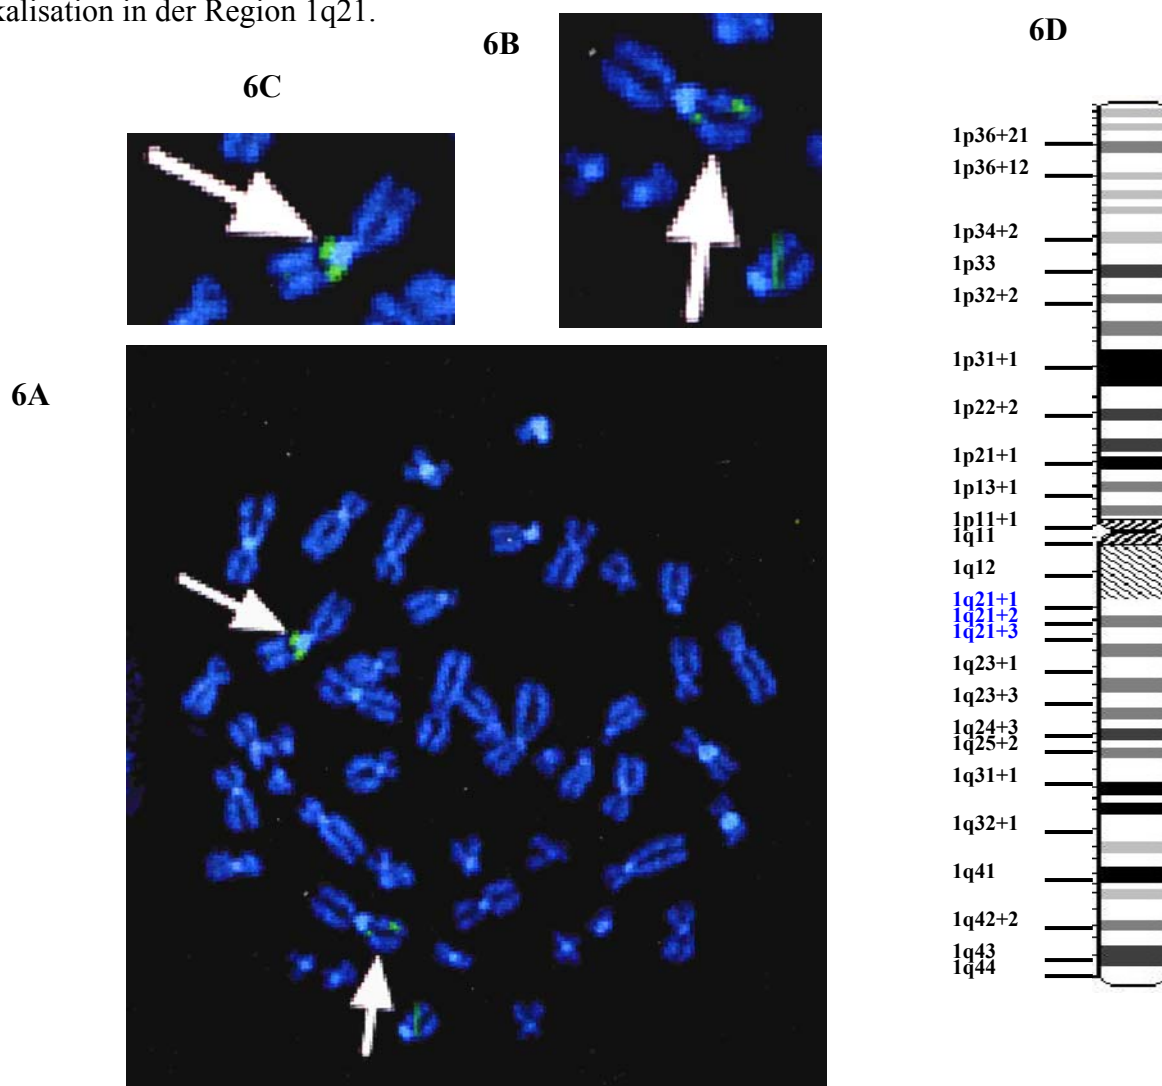 kalisation in der Region 1q21.
6B
6D
6C
6A
1p36+21
1p36+12
1p34+2
1p33
1p32+2
1p31+1
1p22+2
1p21+1
1p13+1
1p11+1
1q11
1q12
1q21+1
1q21+2
1q21+3
1q23+1
1q23+3
1q24+3
1q25+2
1q31+1
1q32+1
1q41
1q42+2
1q43
1q44